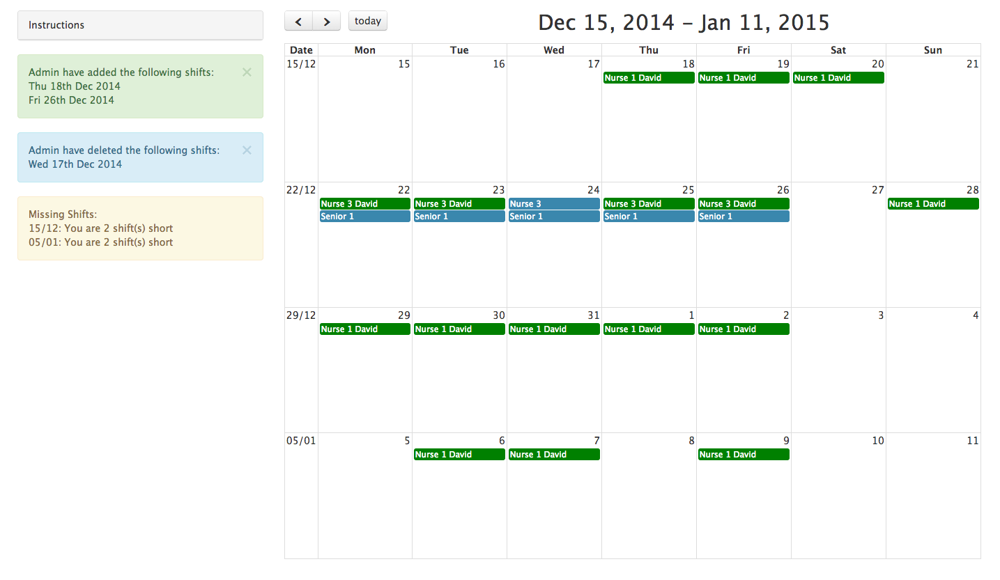 Instructions
Admin have added the following shifts: ×
Thu 18th Dec 2014
Fri 26th Dec 2014
Admin have deleted the following shifts: ×
Wed 17th Dec 2014
Missing Shifts:
15/12: You are 2 shift(s) short
05/01: You are 2 shift(s) short
today
Dec 15, 2014 – Jan 11, 2015
Date Mon Tue Wed Thu Fri Sat Sun
15/12 15 16 17 18 19 20 21
Nurse 1 David Nurse 1 David Nurse 1 David
22/12 22 23 24 25 26 27 28
Nurse 3 David Nurse 3 David Nurse 3 Nurse 3 David Nurse 3 David Nurse 1 David
Senior 1 Senior 1 Senior 1 Senior 1 Senior 1
29/12 29 30 31 1 2 3 4
Nurse 1 David Nurse 1 David Nurse 1 David Nurse 1 David Nurse 1 David
05/01 5 6 7 8 9 10 11
Nurse 1 David Nurse 1 David Nurse 1 David